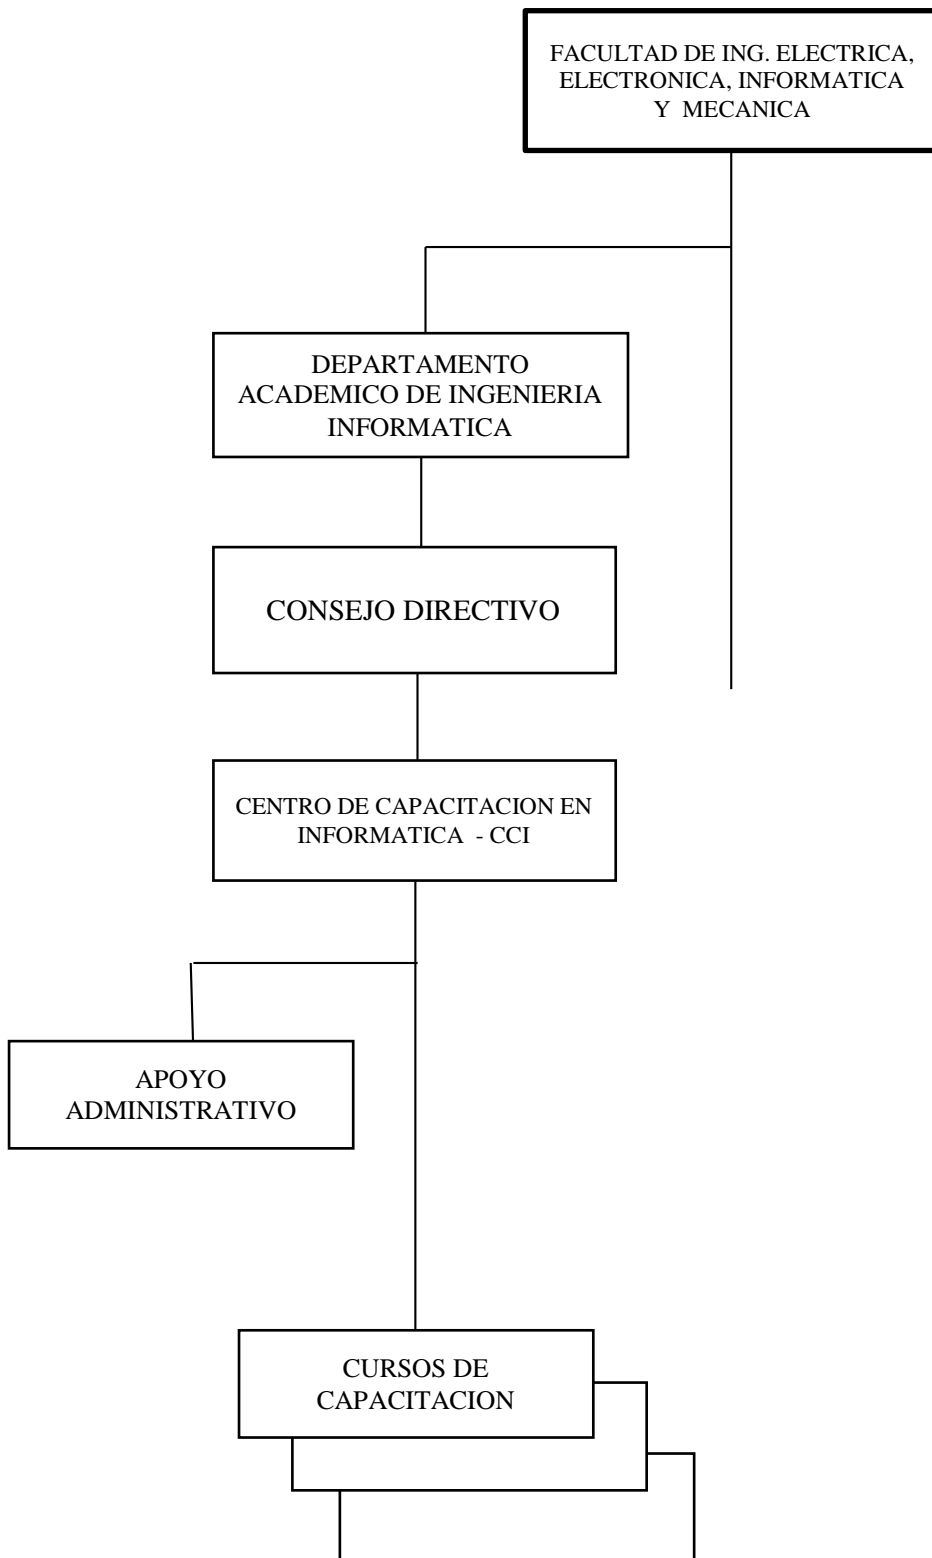 FACULTAD DE ING. ELECTRICA,
ELECTRONICA, INFORMATICA
Y MECANICA
DEPARTAMENTO
ACADEMICO DE INGENIERIA
INFORMATICA
CONSEJO DIRECTIVO
CENTRO DE CAPACITACION EN
INFORMATICA - CCI
APOYO
ADMINISTRATIVO
CURSOS DE
CAPACITACION